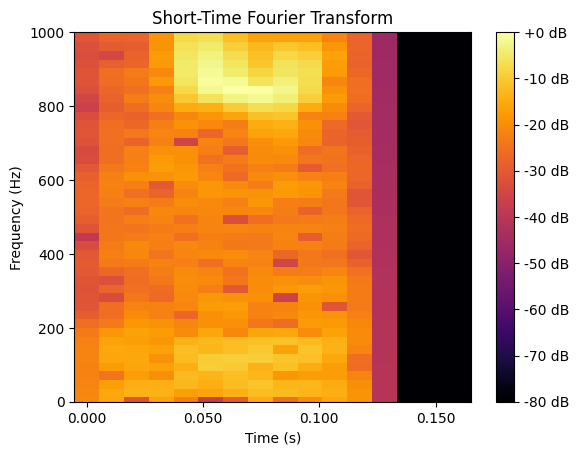 Short-Time Fourier Transform
1000
800
600
400
200
0
Frequency (Hz)
0.000
0.050
0.100
0.150
Time (s)
+0 dB
-10 dB
-20 dB
-30 dB
-40 dB
-50 dB
-60 dB
-70 dB
-80 dB